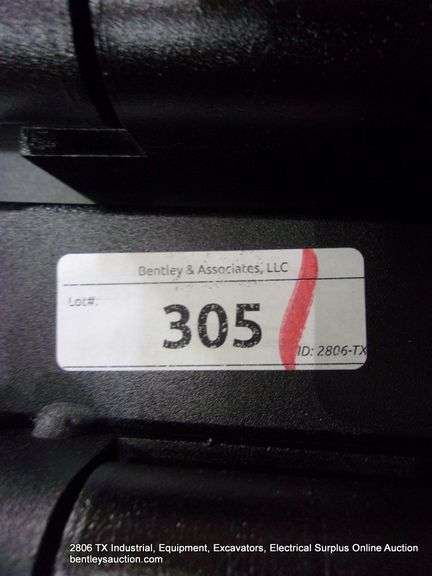 Bentley & Associates, LLC
Lot#:
305
ID: 2806-TX
2806 TX Industrial, Equipment, Excavators, Electrical Surplus Online Auction
bentleysauction.com